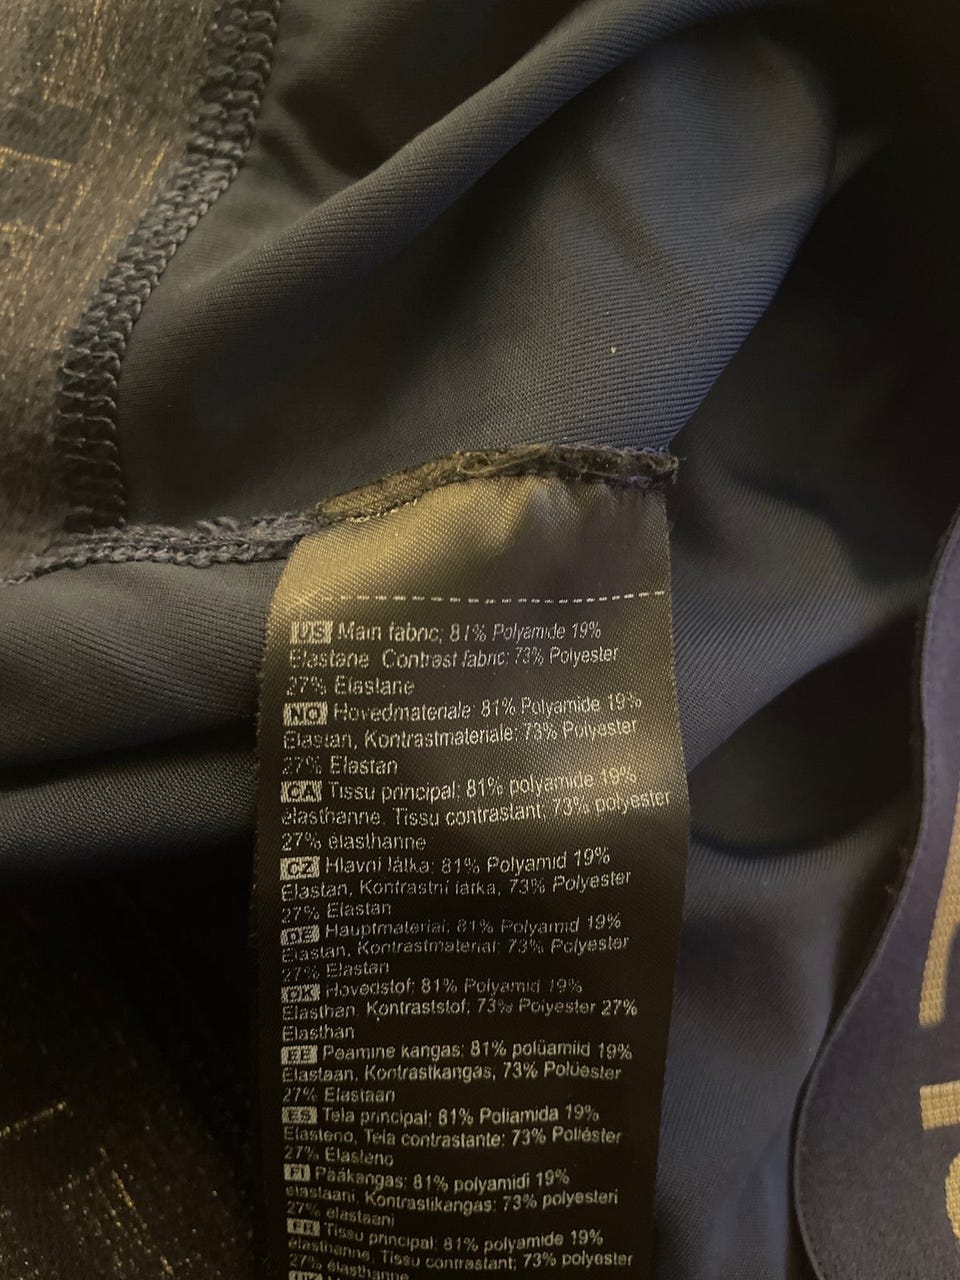 US Main fabric; 81% Polyamide 19%
Elastane Contrast fabric: 73% Polyester
27% Elastane
NO Hovedmateriale: 81% Polyamide 19%
Elastan, Kontrastmateriale: 73% Polyester
27% Elastan
CA Tissu principal: 81% polyamide 19%
élasthanne, Tissu contrastant: 73% polyester
27% élasthanne
CZ Hlavní látka: 81% Polyamid 19%
Elastan, Kontrastní látka, 73% Polyester
27% Elastan
DE Hauptmaterial: 81% Polyamid 19%
Elastan, Kontrastmaterial: 73% Polyester
27% Elastan
DK Hovedstof: 81% Polyamid 19%
Elasthan, Kontraststof: 73% Polyester 27%
Elasthan
EE Peamine kangas: 81% polüamiid 19%
Elastaan, Kontrastkangas, 73% Polüester
27% Elastaan
ES Tela principal: 81% Poliamida 19%
Elasteno, Tela contrastante: 73% Poliéster
27% Elasteno
FI Pääkangas: 81% polyamidi 19%
elastaani, Kontrastikangas: 73% polyesteri
27% elastaani
FR Tissu principal: 81% polyamide 19%
élasthanne, Tissu contrastant: 73% polyester
27% élasthanne